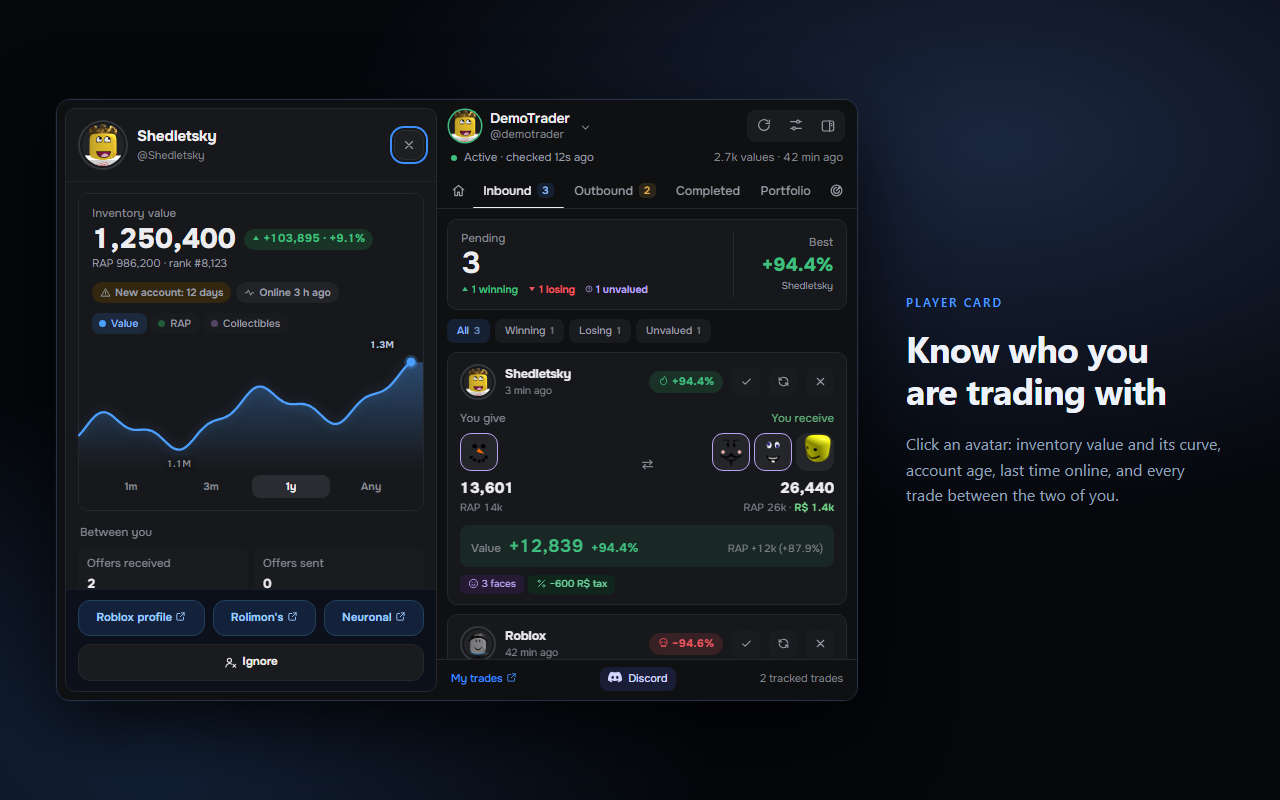 Shedletsky
@Shedletsky
Inventory value
1,250,400
+103,895 · +9.1%
RAP 986,200 · rank #8,123
New account: 12 days
Online 3 h ago
Value
RAP
Collectibles
1.3M
1.1M
1m
3m
1y
Any
Between you
Offers received
2
Offers sent
0
Roblox profile
Rolimon's
Neuronal
Ignore
DemoTrader
@demotrader
Active · checked 12s ago
2.7k values · 42 min ago
Inbound 3
Outbound 2
Completed
Portfolio
Pending
3
1 winning
1 losing
1 unvalued
Best
+94.4%
Shedletsky
All 3
Winning 1
Losing 1
Unvalued 1
Shedletsky
3 min ago
+94.4%
You give
You receive
13,601
RAP 14k
26,440
RAP 26k · R$ 1.4k
Value +12,839 +94.4%
RAP +12k (+87.9%)
3 faces
−600 R$ tax
Roblox
42 min ago
−94.6%
My trades
Discord
2 tracked trades
PLAYER CARD
Know who you
are trading with
Click an avatar: inventory value and its curve,
account age, last time online, and every
trade between the two of you.